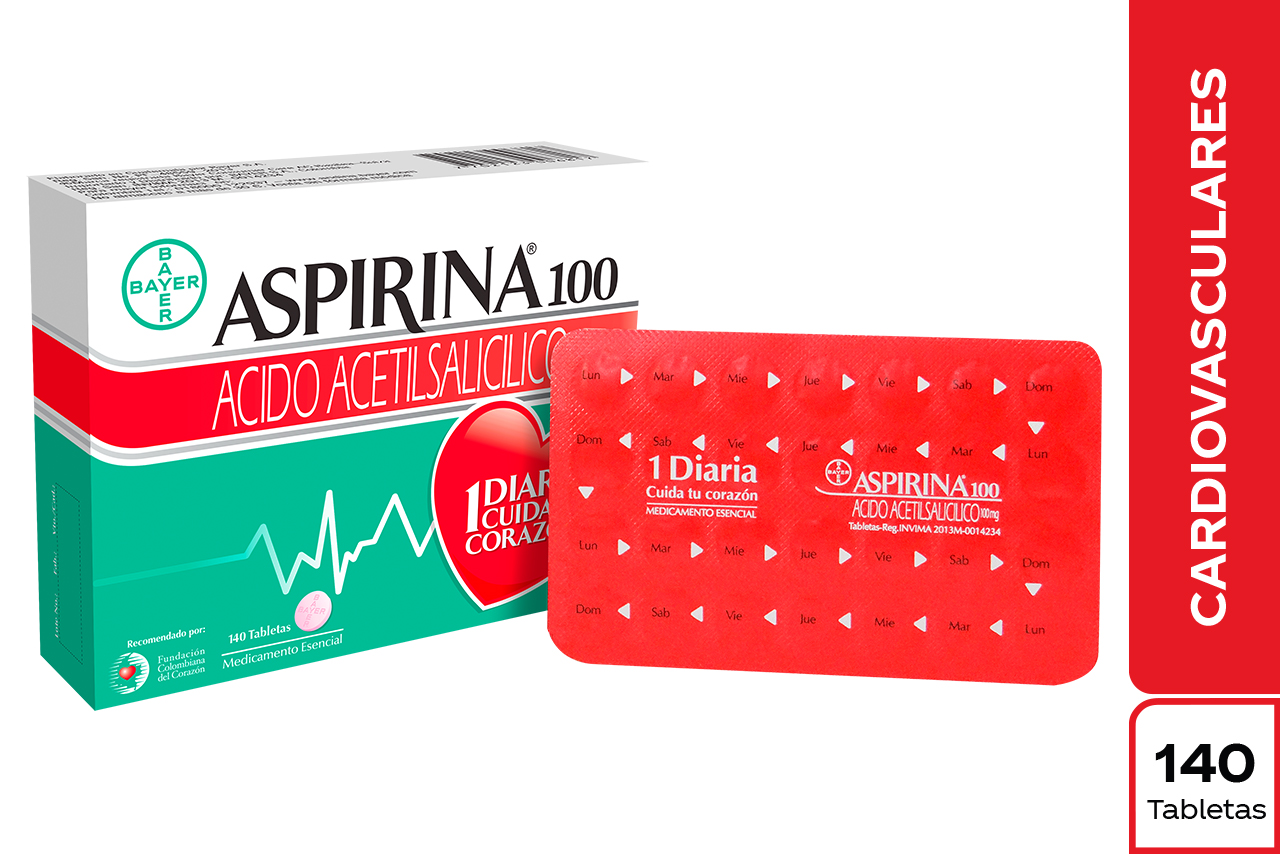 BAYER
BAYER
ASPIRINA® 100
ACIDO ACETILSALICILICO
1 DIAR
CUIDA
CORAZO
140 Tabletas
Medicamento Esencial
Recomendado por:
Fundación
Colombiana
del Corazón
Lun Mar Mie Jue Vie Sab Dom
Dom Sab Vie Jue Mie Mar Lun
1 Diaria
Cuida tu corazón
MEDICAMENTO ESENCIAL
BAYER
ASPIRINA® 100
ACIDO ACETILSALICILICO 100 mg
Tabletas-Reg. INVIMA 2013M-0014234
Lun Mar Mie Jue Vie Sab Dom
Dom Sab Vie Jue Mie Mar Lun
CARDIOVASCULARES
140
Tabletas